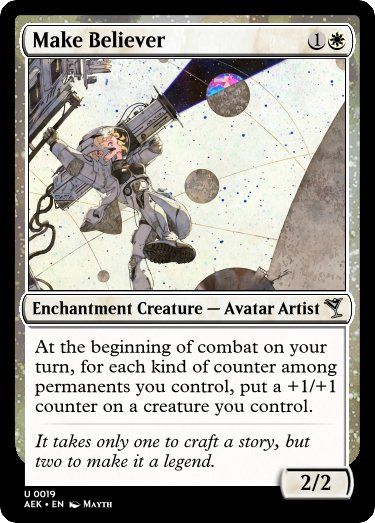 Make Believer 1
Enchantment Creature — Avatar Artist
At the beginning of combat on your
turn, for each kind of counter among
permanents you control, put a +1/+1
counter on a creature you control.
It takes only one to craft a story, but
two to make it a legend.
2/2
U 0019
AEK • EN Mayth